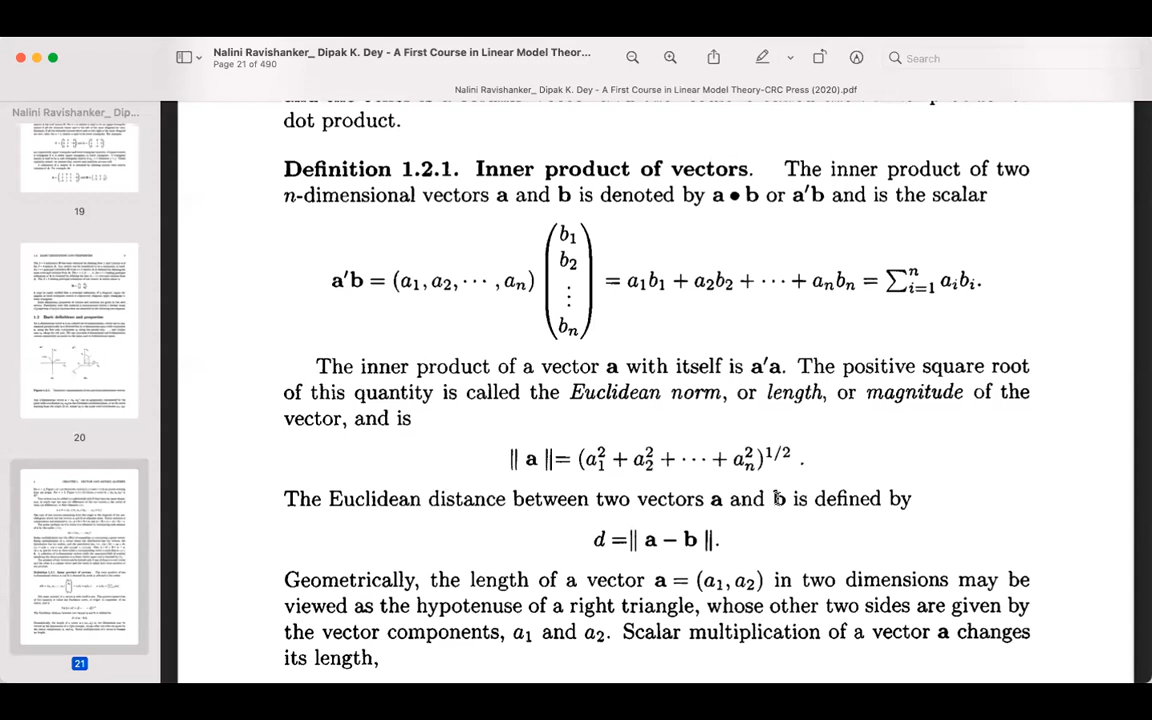 Nalini Ravishanker_ Dipak K. Dey - A First Course in Linear Model Theor...
Page 21 of 490
Search
Nalini Ravishanker_ Dipak K. Dey - A First Course in Linear Model Theory-CRC Press (2020).pdf
Nalini Ravishanker_ Dip...
19
20
21
dot product.
Definition 1.2.1. Inner product of vectors. The inner product of two
n-dimensional vectors a and b is denoted by a • b or a′b and is the scalar
a′b = (a₁, a₂, ··· , aₙ) (b₁ b₂ ⋮ bₙ) = a₁b₁ + a₂b₂ + ··· + aₙbₙ = ∑ⁿᵢ₌₁ aᵢbᵢ.
The inner product of a vector a with itself is a′a. The positive square root
of this quantity is called the Euclidean norm, or length, or magnitude of the
vector, and is
‖ a ‖= (a₁² + a₂² + ··· + aₙ²)^1/2 .
The Euclidean distance between two vectors a and b is defined by
d =‖ a − b ‖.
Geometrically, the length of a vector a = (a₁, a₂) in two dimensions may be
viewed as the hypotenuse of a right triangle, whose other two sides are given by
the vector components, a₁ and a₂. Scalar multiplication of a vector a changes
its length,